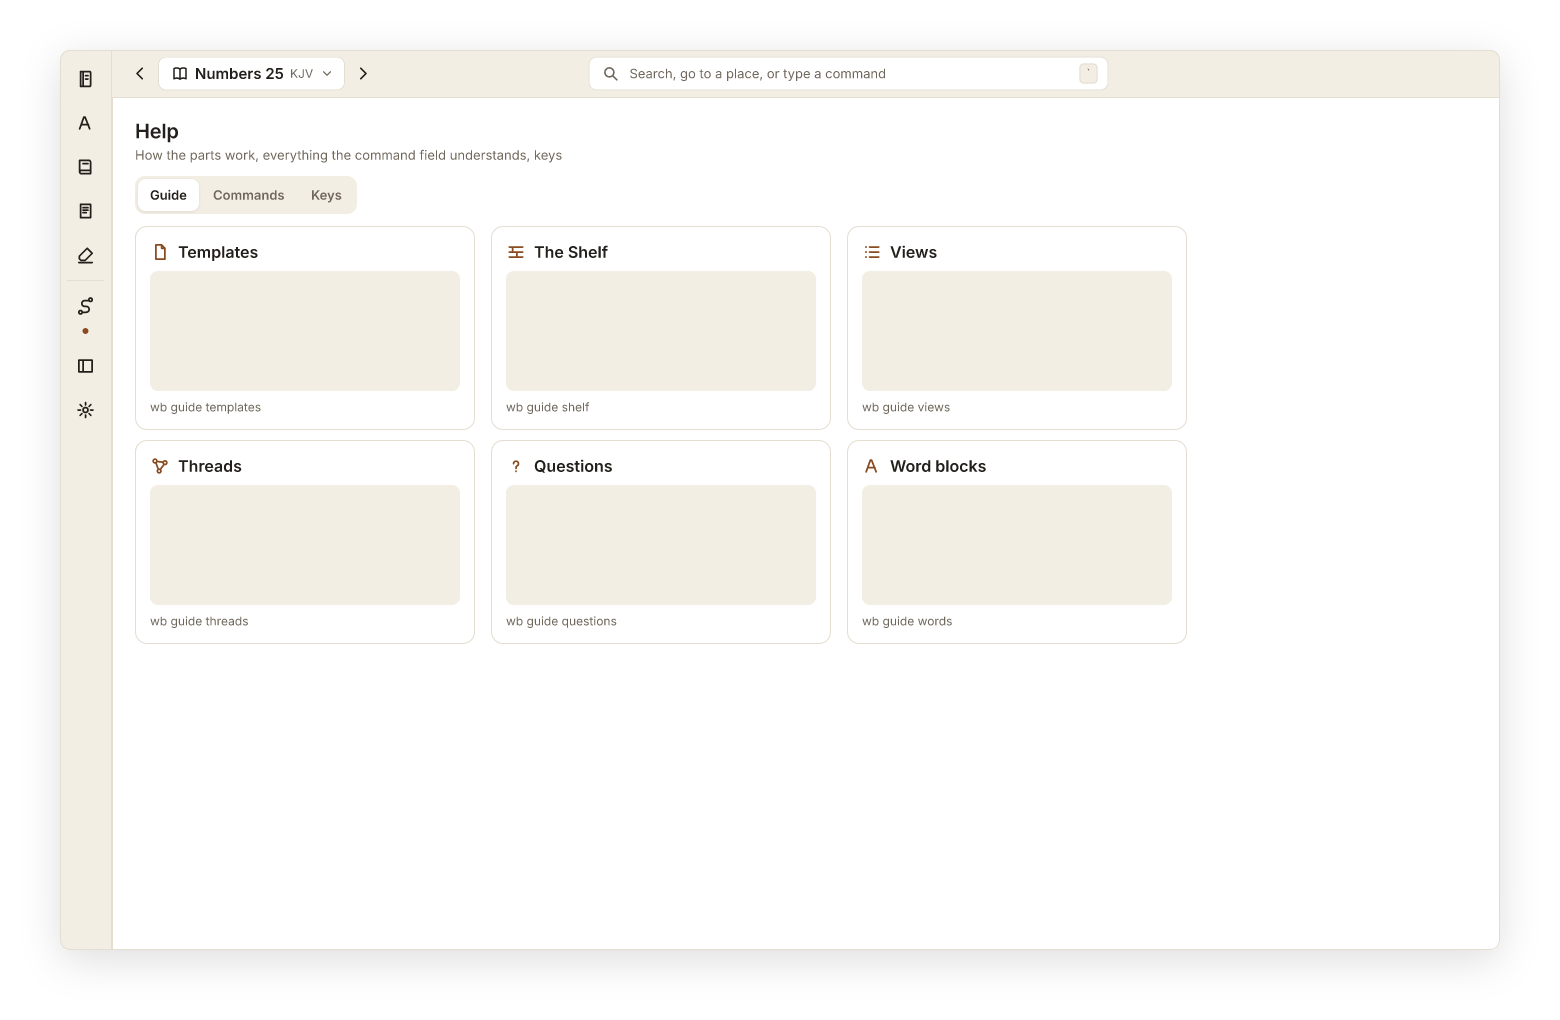 Numbers 25 KJV
Search, go to a place, or type a command
Help
How the parts work, everything the command field understands, keys
Guide Commands Keys
Templates
wb guide templates
The Shelf
wb guide shelf
Views
wb guide views
Threads
wb guide threads
Questions
wb guide questions
Word blocks
wb guide words